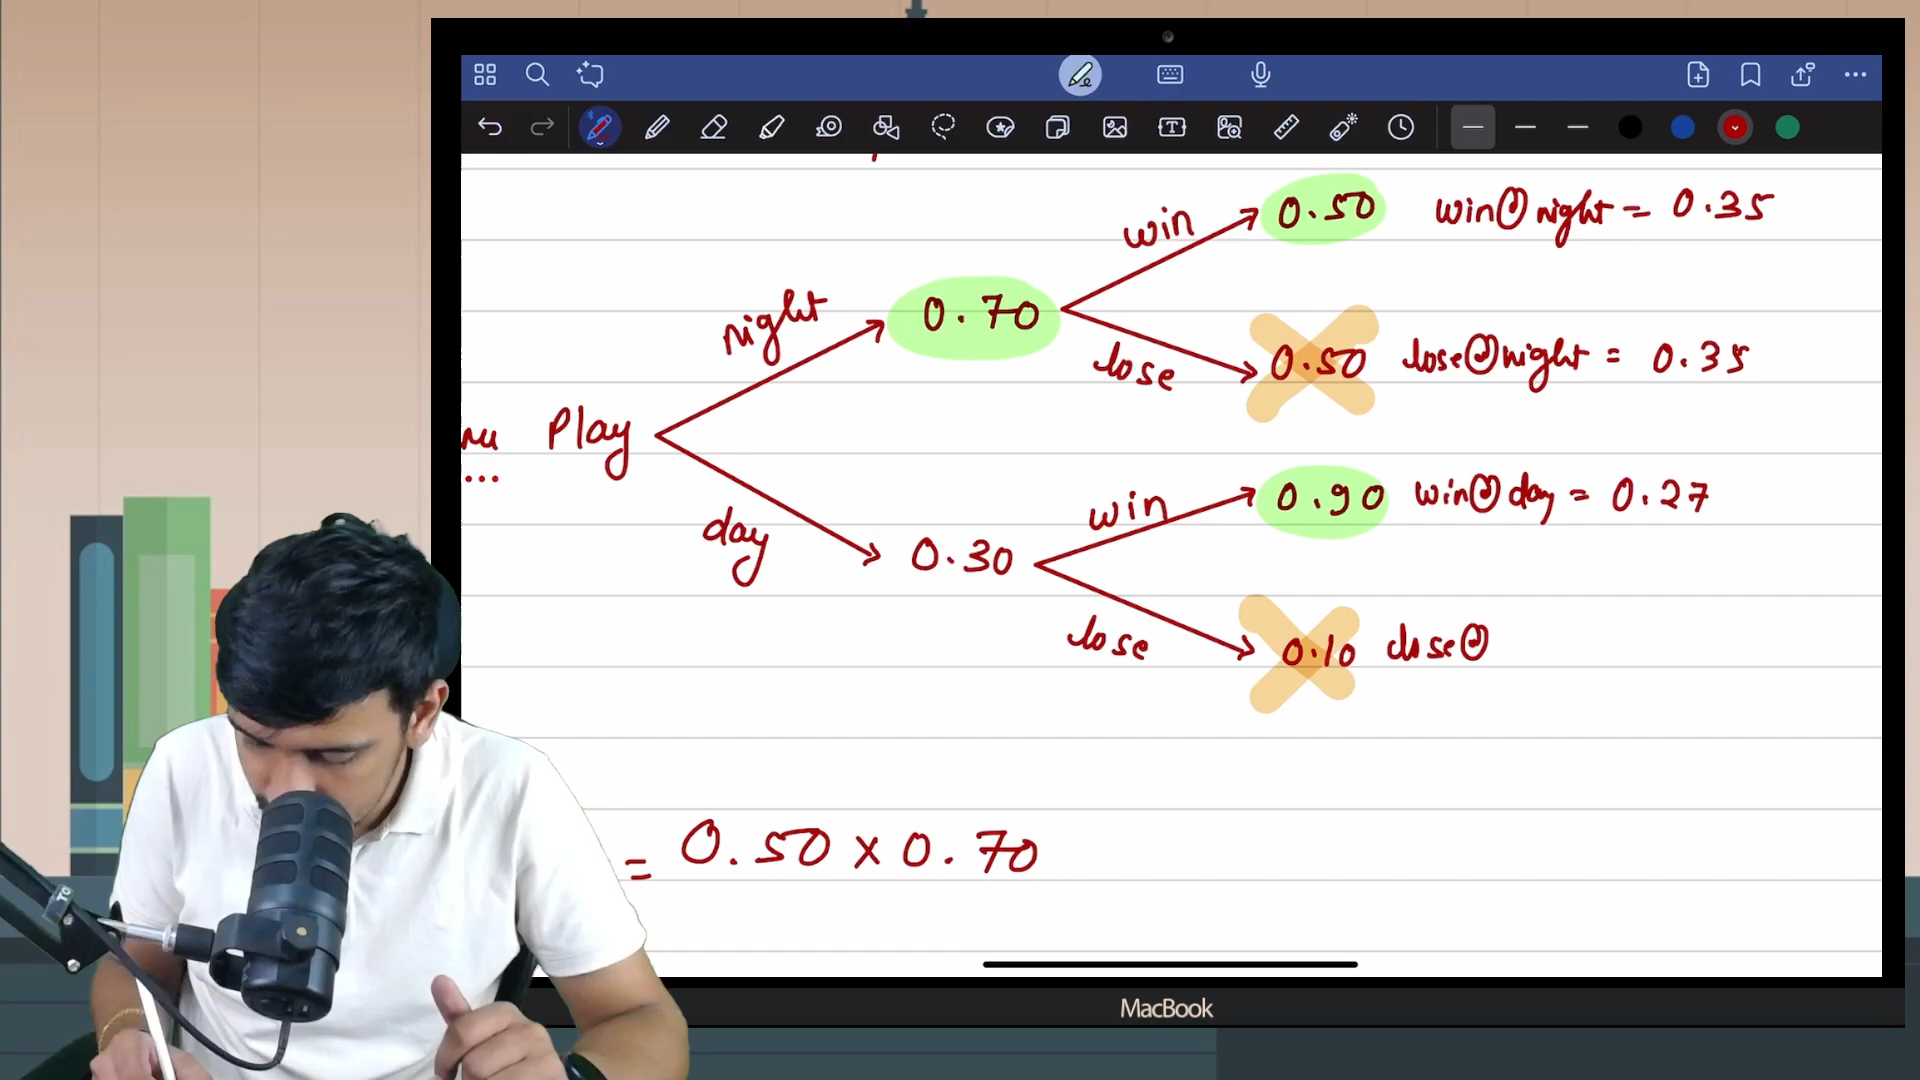 win 0.50 win@night = 0.35
night 0.70
lose 0.50 lose@night = 0.35
Play
...
day 0.30
win 0.90 win@day = 0.27
lose 0.10 lose@
= 0.50 x 0.70
MacBook